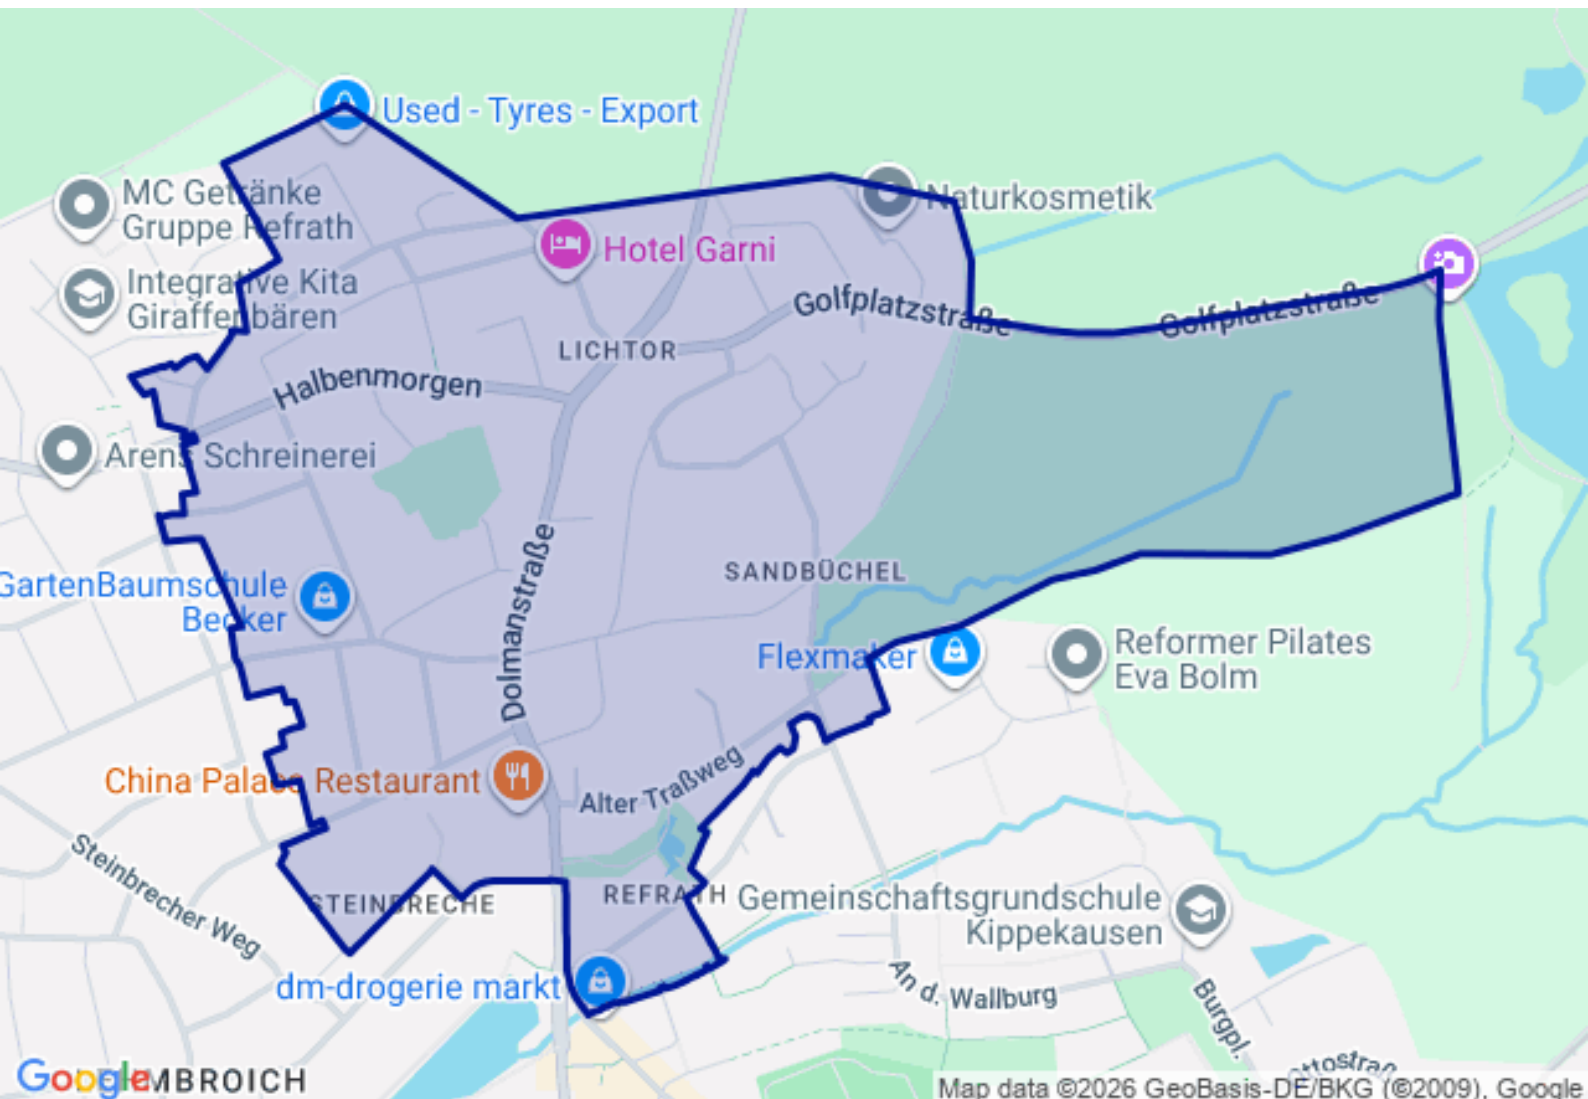 Used - Tyres - Export
MC Getränke
Gruppe Refrath
Naturkosmetik
Hotel Garni
Integrative Kita
Giraffenbären
Golfplatzstraße
Golfplatzstraße
LICHTOR
Halbenmorgen
Arens Schreinerei
Dolmanstraße
SANDBÜCHEL
GartenBaumschule
Becker
Flexmaker
Reformer Pilates
Eva Bolm
China Palace Restaurant
Alter Traßweg
Steinbrecher Weg
STEINBRECHE
REFRATH
Gemeinschaftsgrundschule
Kippekausen
dm-drogerie markt
An d. Wallburg
Burgpl.
Google
MBROICH
Map data ©2026 GeoBasis-DE/BKG (©2009), Google